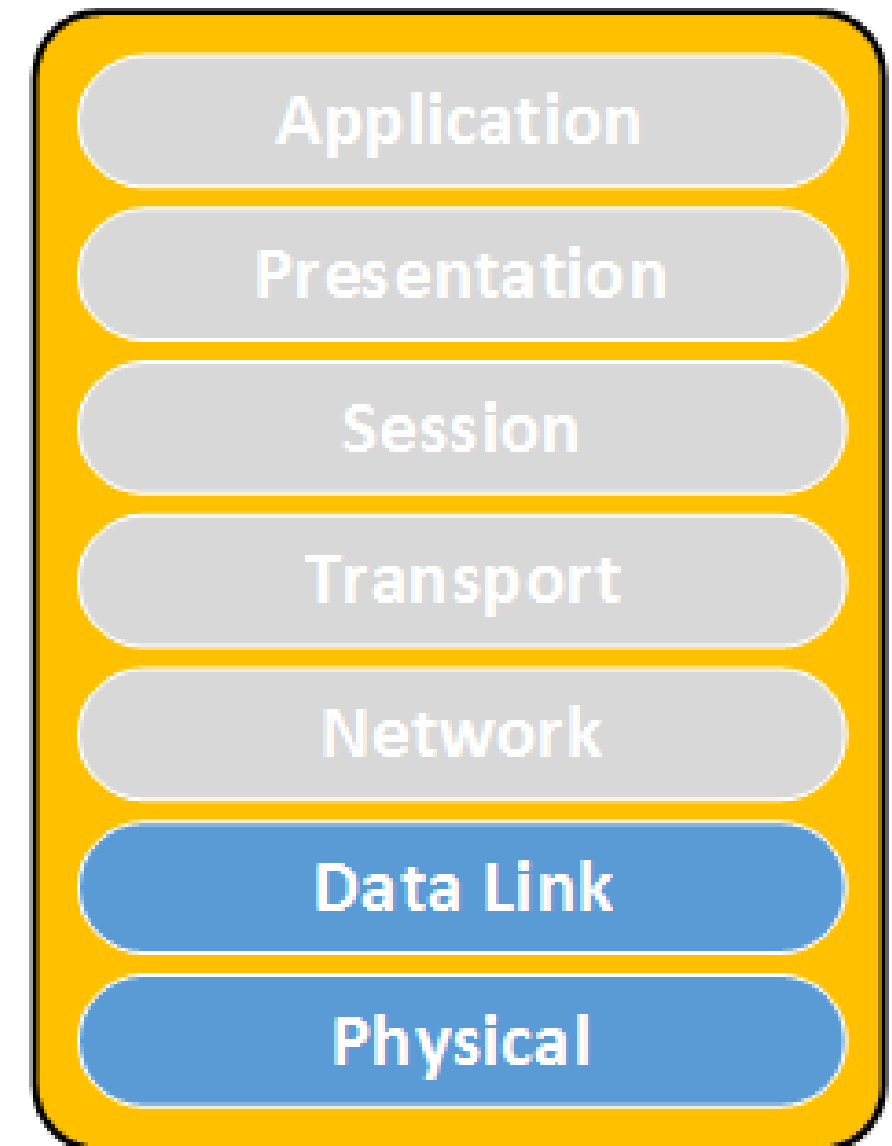 Application
Presentation
Session
Transport
Network
Data Link
Physical